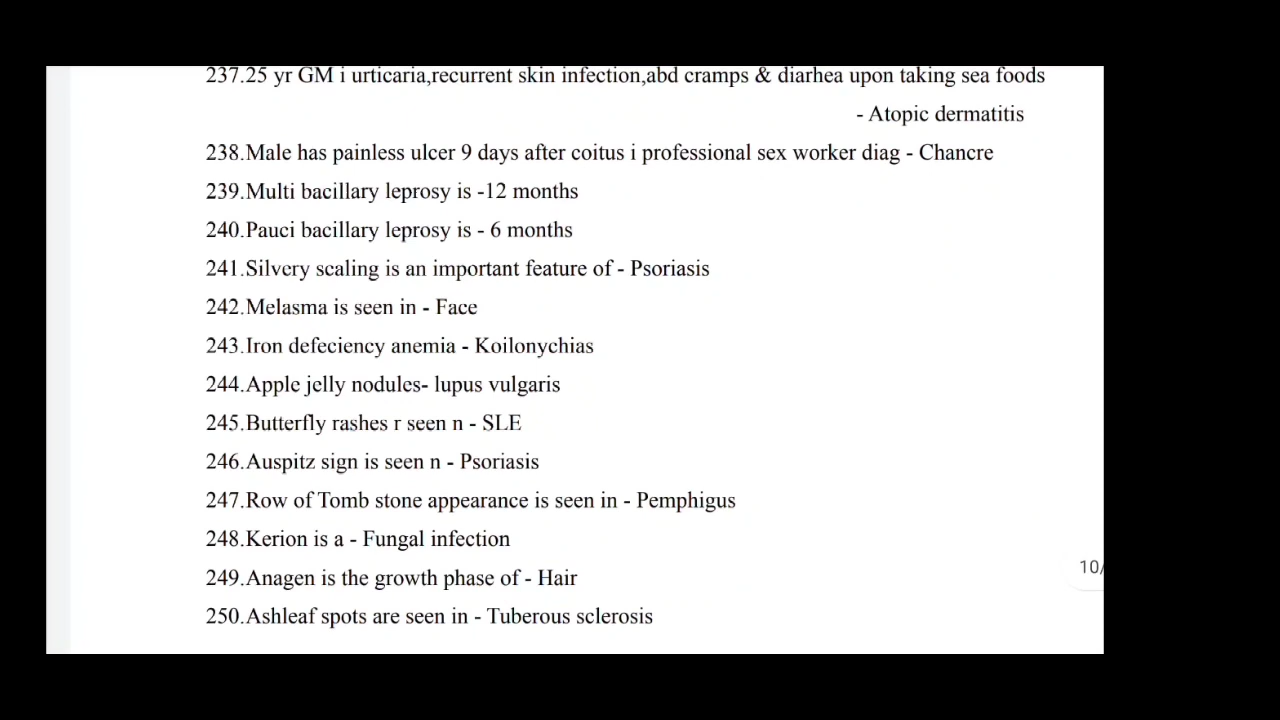 237.25 yr GM i urticaria,recurrent skin infection,abd cramps & diarhea upon taking sea foods
- Atopic dermatitis
238.Male has painless ulcer 9 days after coitus i professional sex worker diag - Chancre
239.Multi bacillary leprosy is -12 months
240.Pauci bacillary leprosy is - 6 months
241.Silvery scaling is an important feature of - Psoriasis
242.Melasma is seen in - Face
243.Iron defeciency anemia - Koilonychias
244.Apple jelly nodules- lupus vulgaris
245.Butterfly rashes r seen n - SLE
246.Auspitz sign is seen n - Psoriasis
247.Row of Tomb stone appearance is seen in - Pemphigus
248.Kerion is a - Fungal infection
10/
249.Anagen is the growth phase of - Hair
250.Ashleaf spots are seen in - Tuberous sclerosis